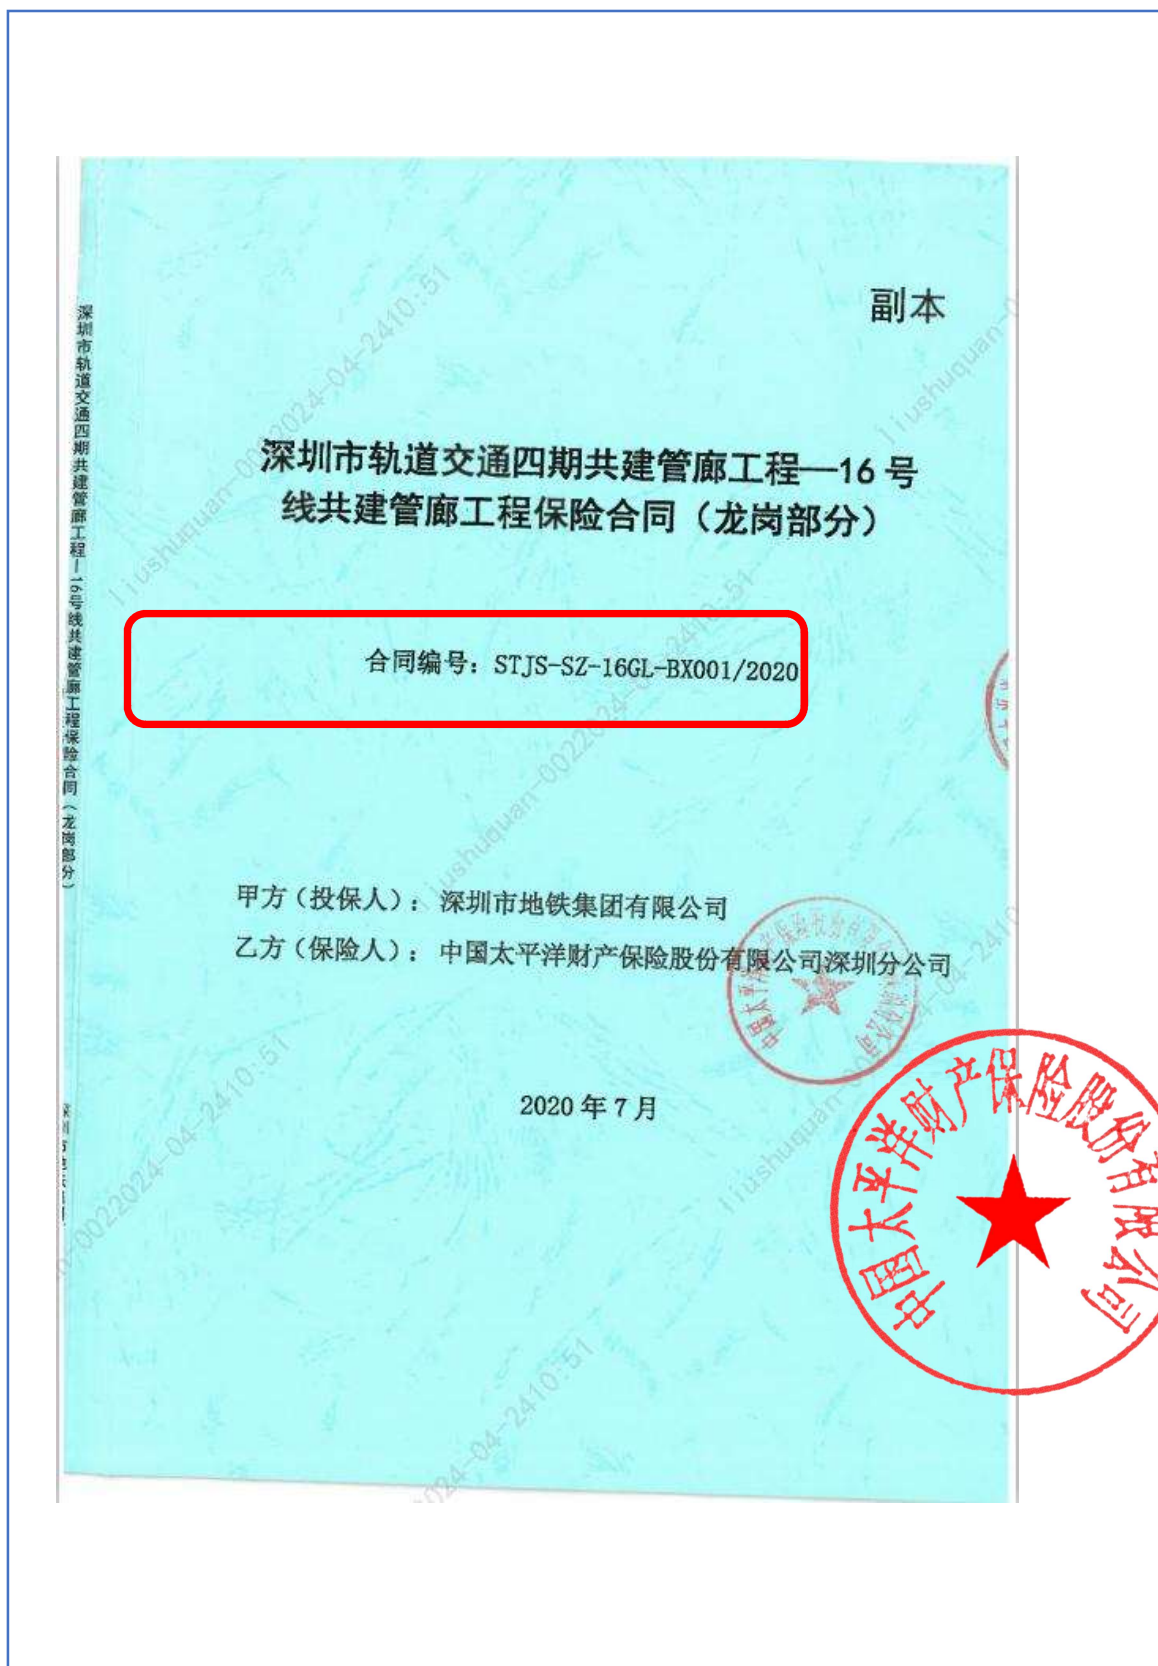 副本
深圳市轨道交通四期共建管廊工程—16号
线共建管廊工程保险合同（龙岗部分）
合同编号：STJS-SZ-16GL-BX001/2020
甲方（投保人）：深圳市地铁集团有限公司
乙方（保险人）：中国太平洋财产保险股份有限公司深圳分公司
2020年7月
深圳市轨道交通四期共建管廊工程—16号线共建管廊工程保险合同（龙岗部分）
中国太平洋财产保险股份有限公司
liushuquan-0022024-04-2410:51